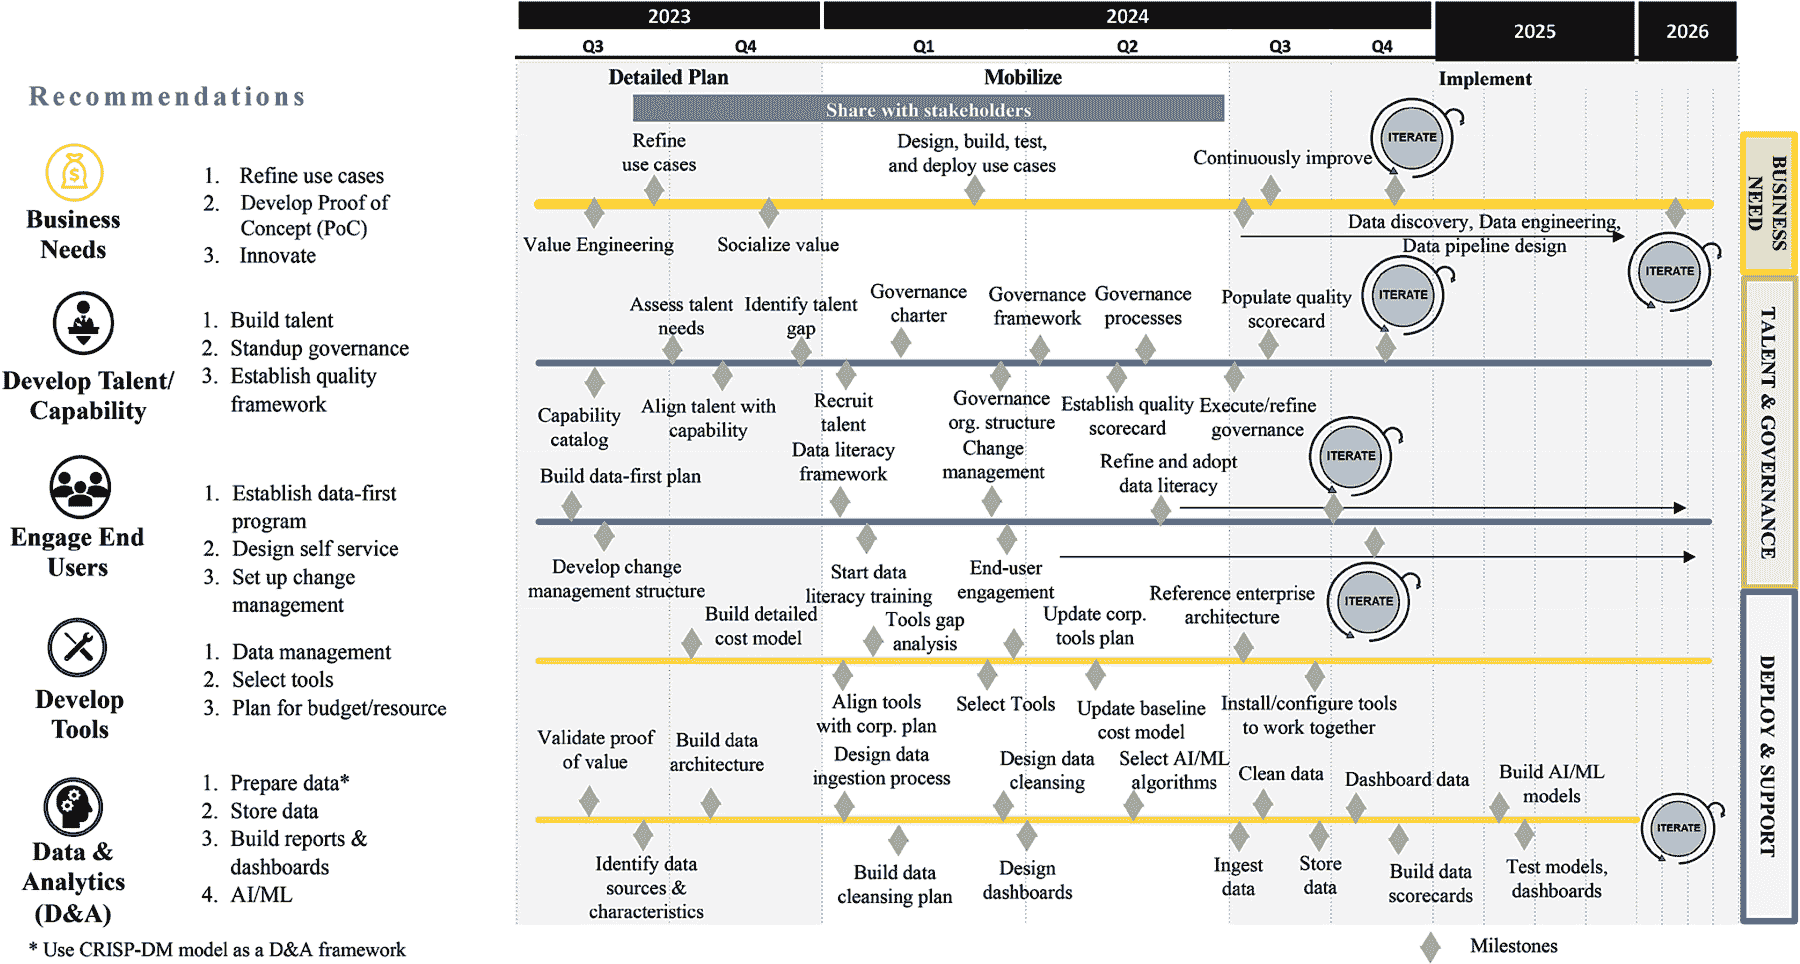 2023
2024
2025
2026
Q3
Q4
Q1
Q2
Q3
Q4
Detailed Plan
Mobilize
Implement
Share with stakeholders
Recommendations
Business
Needs
1. Refine use cases
2. Develop Proof of
Concept (PoC)
3. Innovate
Refine
use cases
Design, build, test,
and deploy use cases
Continuously improve
ITERATE
Value Engineering
Socialize value
Data discovery, Data engineering,
Data pipeline design
ITERATE
BUSINESS
NEED
Develop Talent/
Capability
1. Build talent
2. Standup governance
3. Establish quality
framework
Assess talent
needs
Identify talent
gap
Governance
charter
Governance
framework
Governance
processes
Populate quality
scorecard
ITERATE
Capability
catalog
Align talent with
capability
Recruit
talent
Governance
org. structure
Establish quality
scorecard
Execute/refine
governance
TALENT & GOVERNANCE
Engage End
Users
1. Establish data-first
program
2. Design self service
3. Set up change
management
Build data-first plan
Data literacy
framework
Change
management
Refine and adopt
data literacy
ITERATE
Develop change
management structure
Start data
literacy training
End-user
engagement
Develop
Tools
1. Data management
2. Select tools
3. Plan for budget/resource
Build detailed
cost model
Tools gap
analysis
Update corp.
tools plan
Reference enterprise
architecture
ITERATE
Align tools
with corp. plan
Select Tools
Update baseline
cost model
Install/configure tools
to work together
DEPLOY & SUPPORT
Data &
Analytics
(D&A)
1. Prepare data*
2. Store data
3. Build reports &
dashboards
4. AI/ML
Validate proof
of value
Build data
architecture
Design data
ingestion process
Design data
cleansing
Select AI/ML
algorithms
Clean data
Dashboard data
Build AI/ML
models
ITERATE
Identify data
sources &
characteristics
Build data
cleansing plan
Design
dashboards
Ingest
data
Store
data
Build data
scorecards
Test models,
dashboards
* Use CRISP-DM model as a D&A framework
Milestones